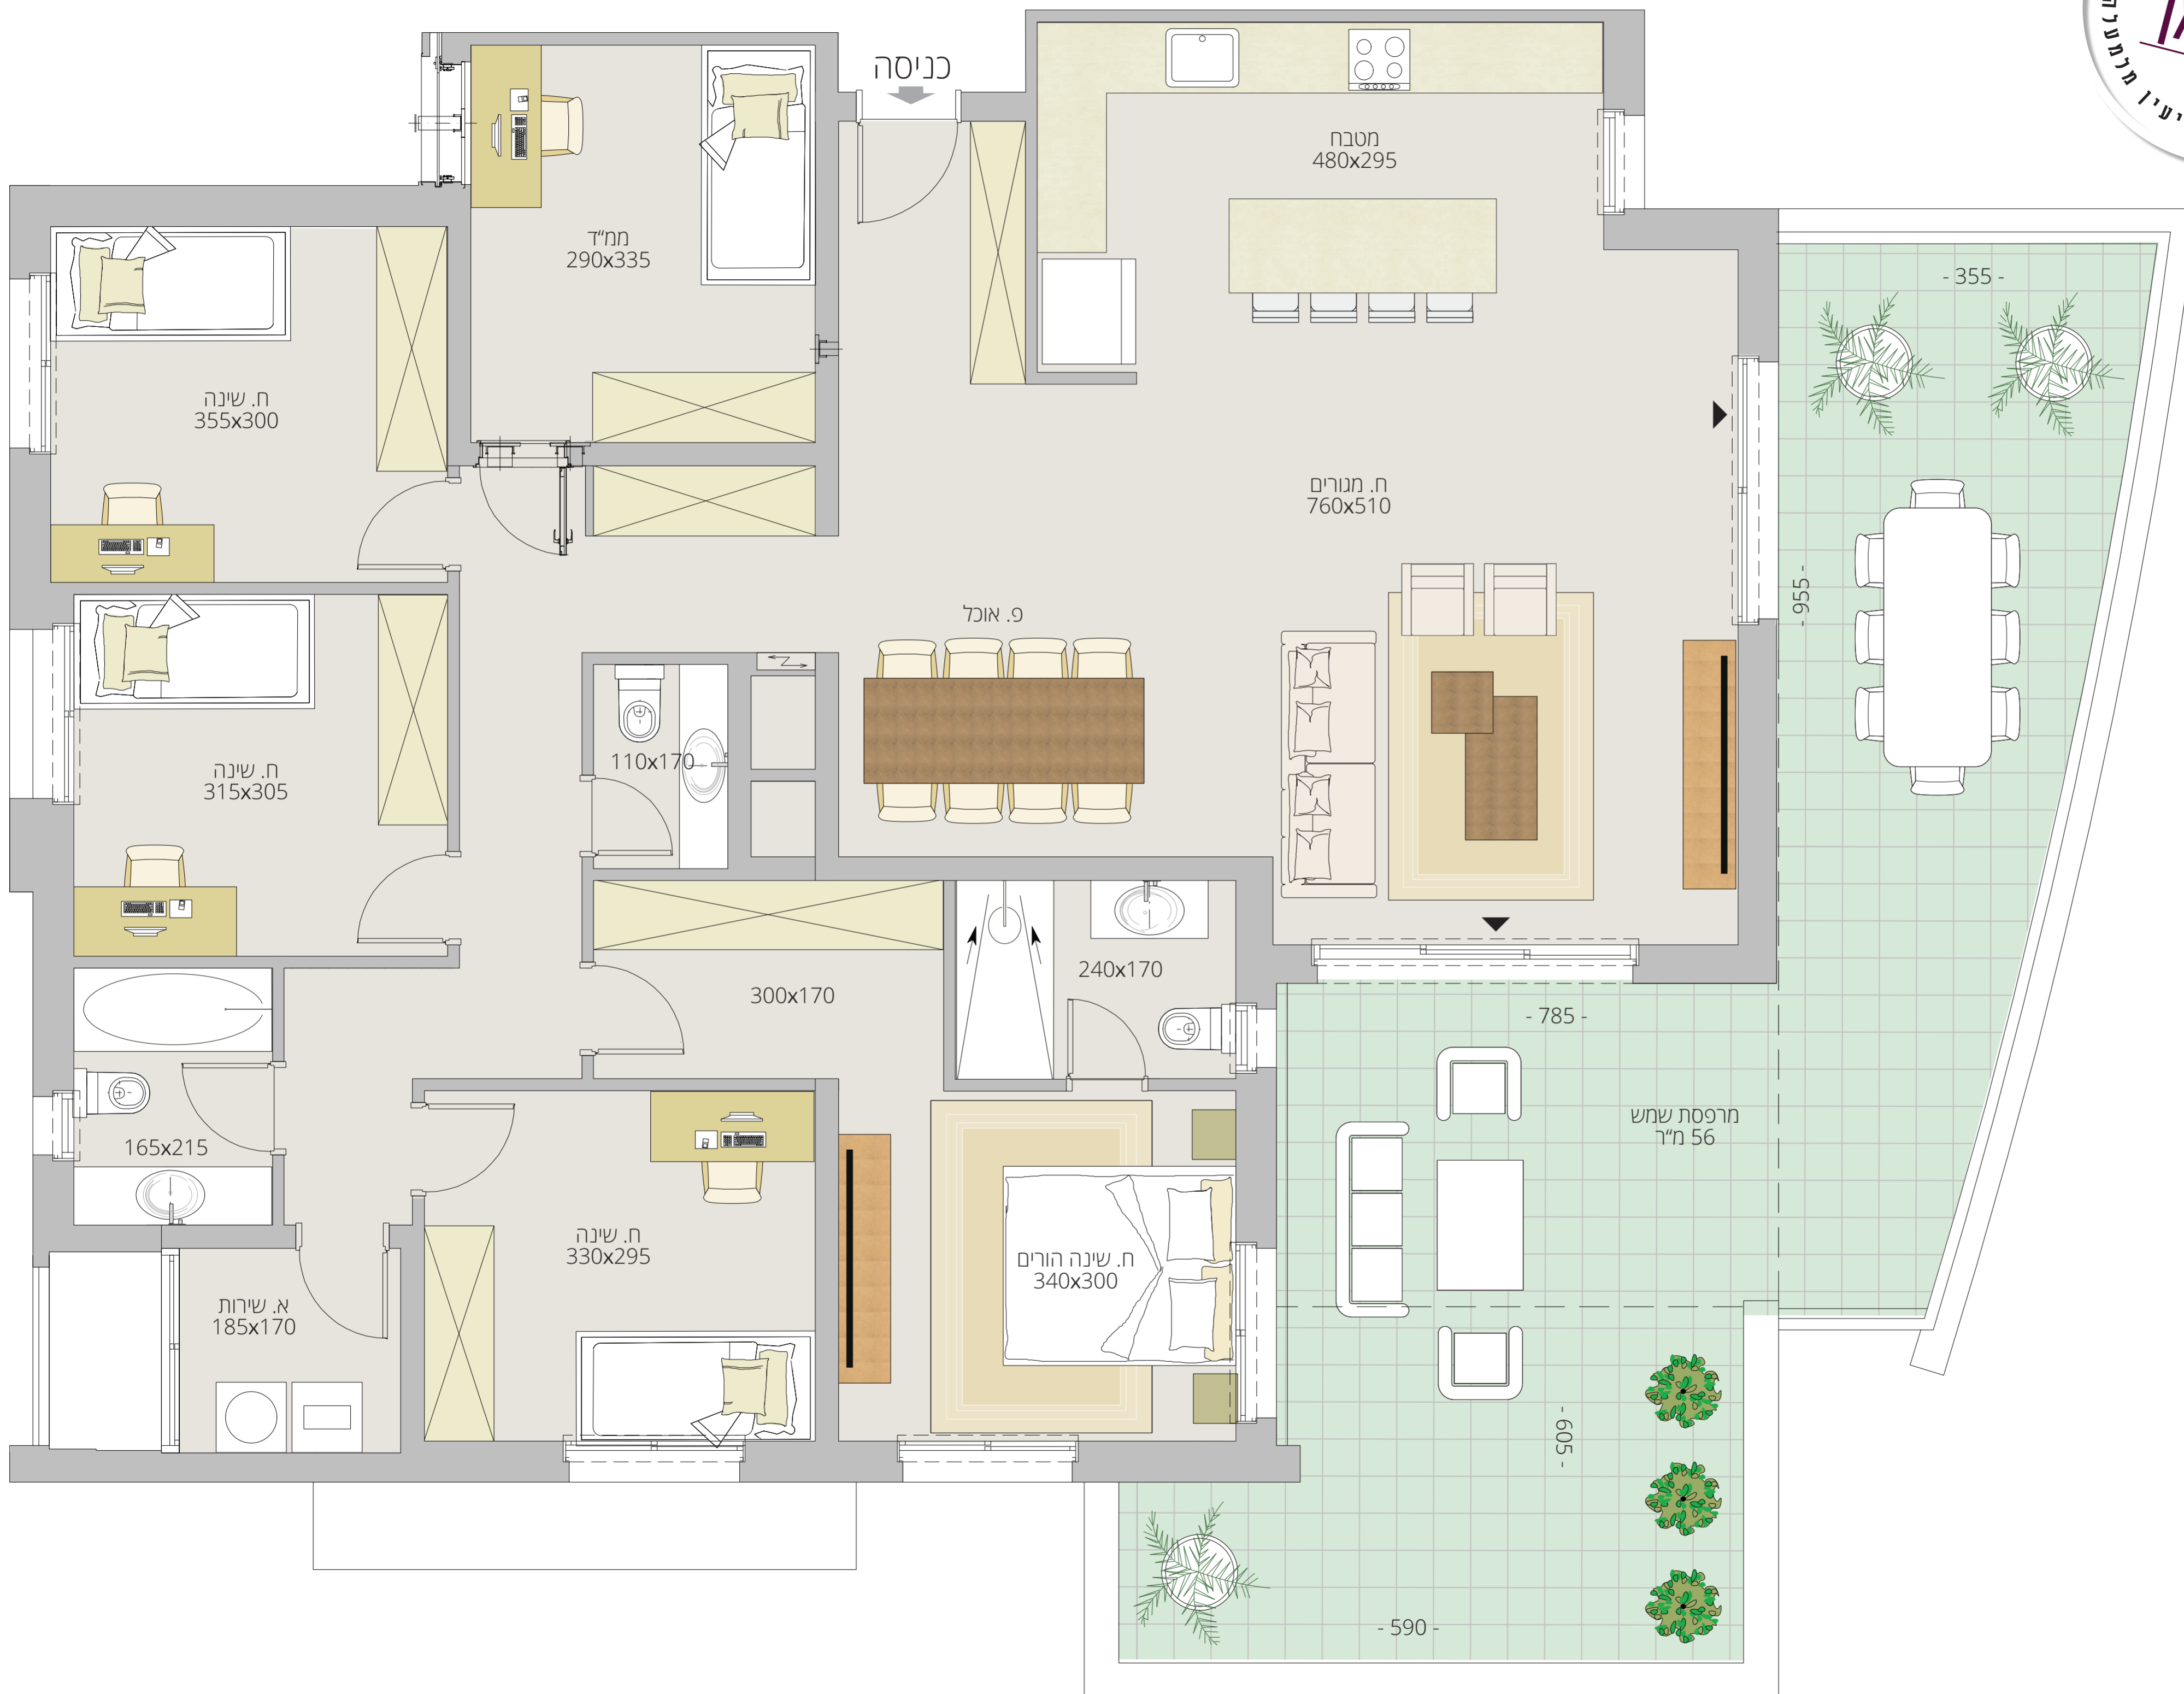 כניסה
מטבח
480x295
ממ"ד
290x335
- 355 -
ח. שינה
355x300
ח. מגורים
760x510
- 955 -
פ. אוכל
ח. שינה
315x305
110x170
240x170
300x170
- 785 -
מרפסת שמש
56 מ"ר
165x215
ח. שינה
330x295
ח. שינה הורים
340x300
א. שירות
185x170
- 605 -
- 590 -